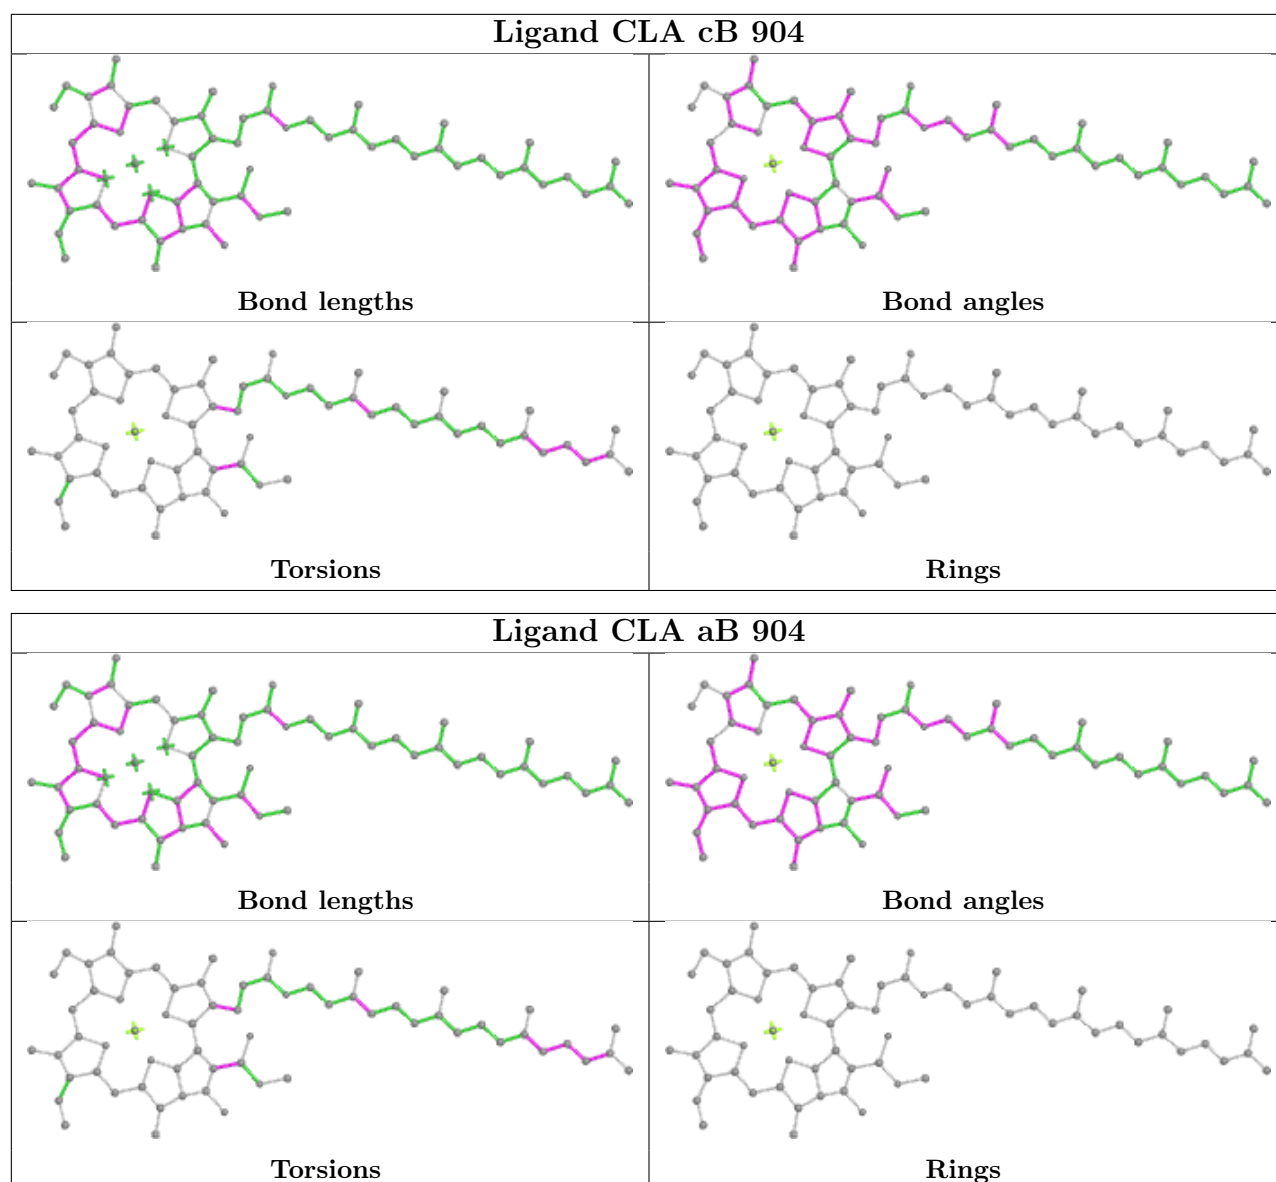 Ligand CLA cB 904
Bond lengths
Bond angles
Torsions
Rings
Ligand CLA aB 904
Bond lengths
Bond angles
Torsions
Rings